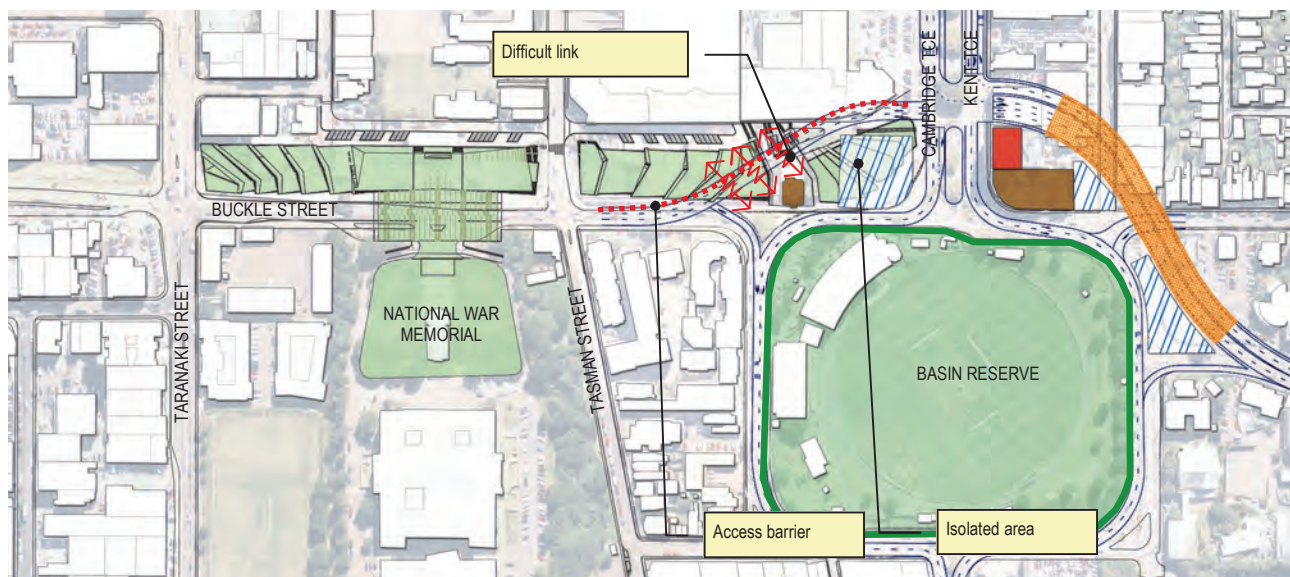 Difficult link
CAMBRIDGE TCE
KENT TCE
BUCKLE STREET
NATIONAL WAR
MEMORIAL
TARANAKI STREET
TASMAN STREET
BASIN RESERVE
Access barrier
Isolated area